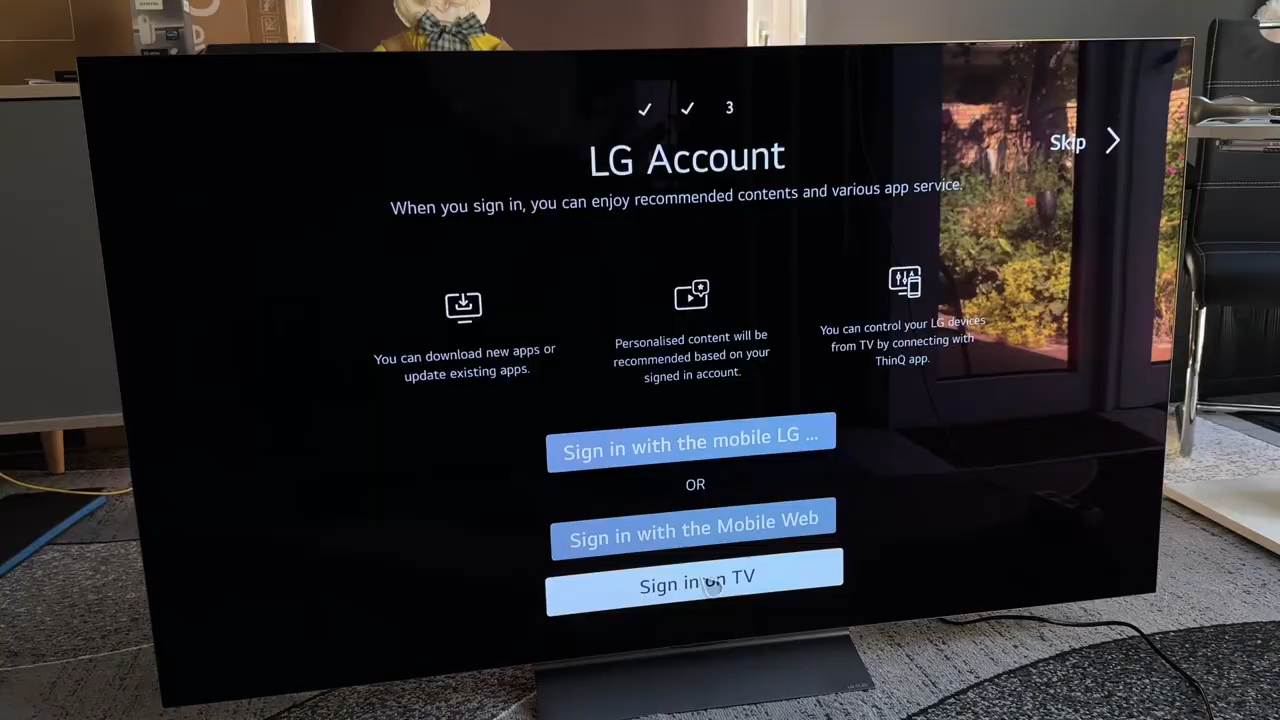 3
LG Account
Skip
When you sign in, you can enjoy recommended contents and various app service.
You can download new apps or
update existing apps.
Personalised content will be
recommended based on your
signed in account.
You can control your LG devices
from TV by connecting with
ThinQ app.
Sign in with the mobile LG ...
OR
Sign in with the Mobile Web
Sign in on TV